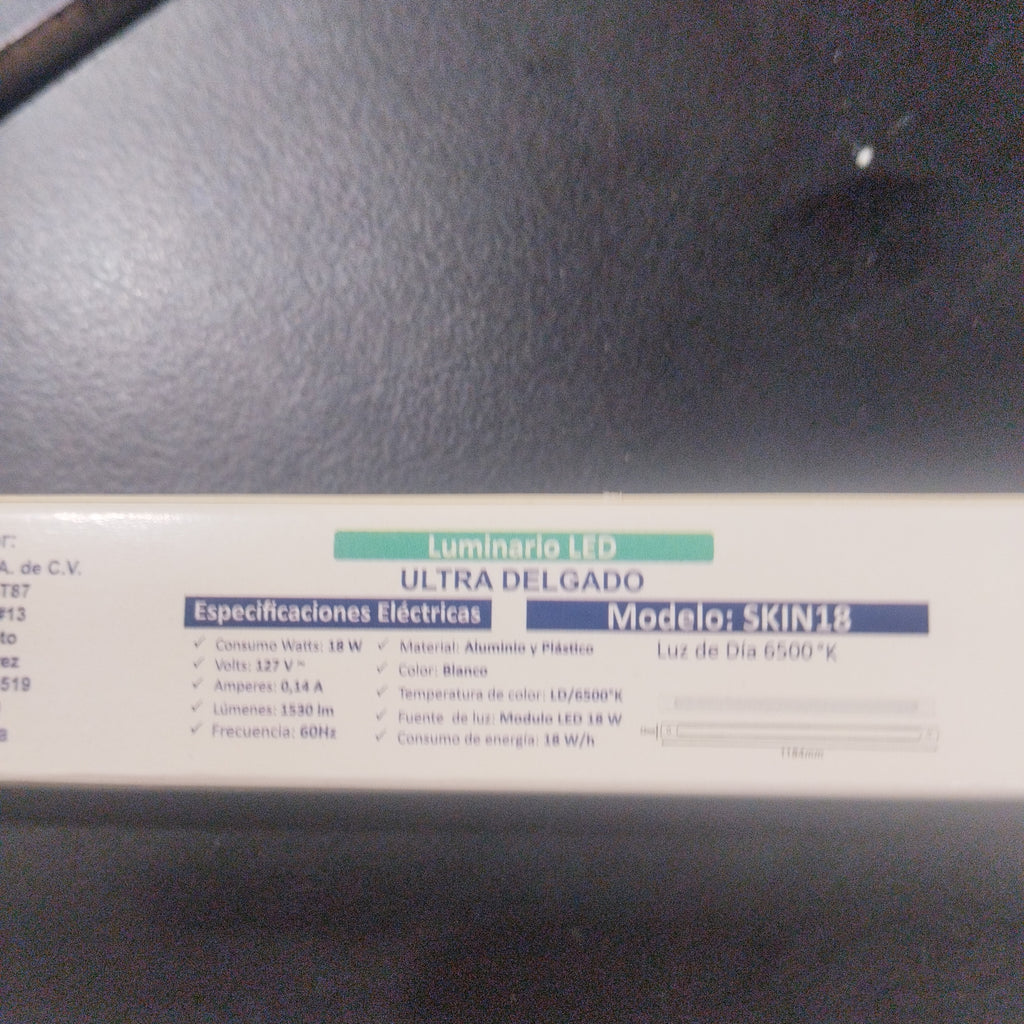 r:
A. de C.V.
T87
#13
to
ez
519
Luminario LED
ULTRA DELGADO
Especificaciones Eléctricas
✓ Consumo Watts: 18 W
✓ Volts: 127 V ~
✓ Amperes: 0,14 A
✓ Lúmenes: 1530 lm
✓ Frecuencia: 60Hz
✓ Material: Aluminio y Plástico
✓ Color: Blanco
✓ Temperatura de color: LD/6500°K
✓ Fuente de luz: Modulo LED 18 W
✓ Consumo de energía: 18 W/h
Modelo: SKIN18
Luz de Día 6500°K
1184mm